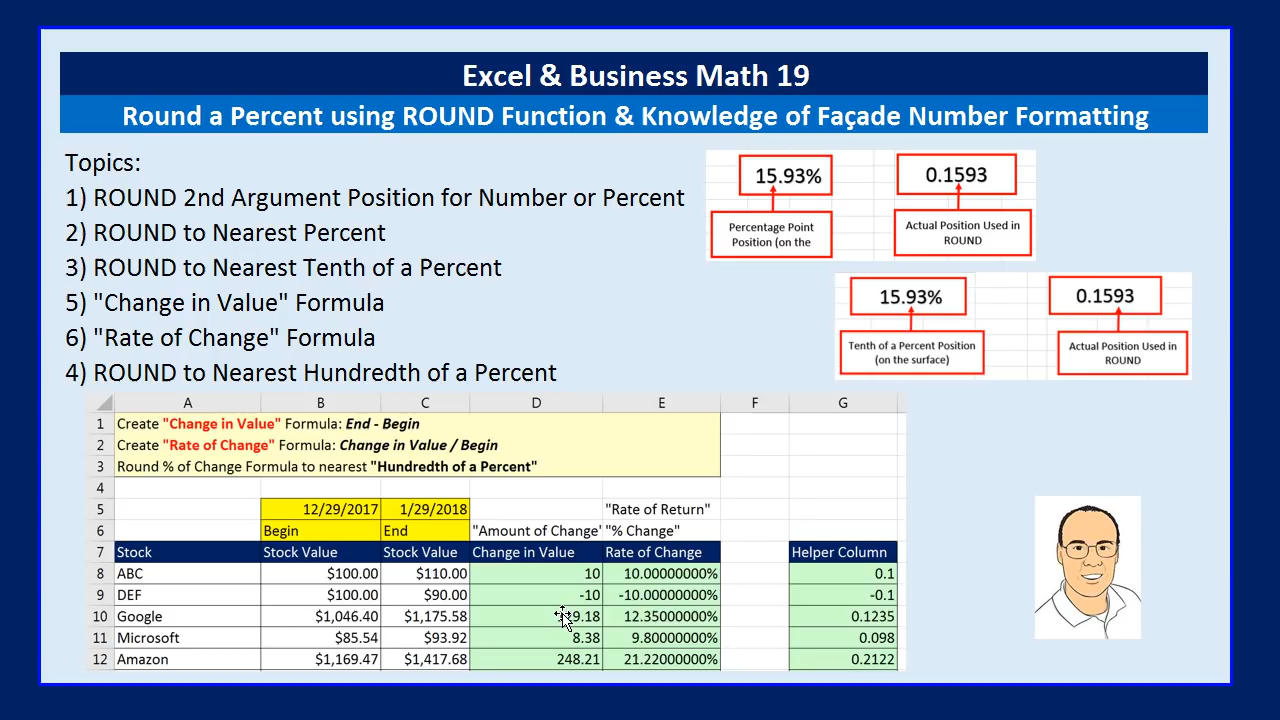 Excel & Business Math 19
Round a Percent using ROUND Function & Knowledge of Façade Number Formatting
Topics:
1) ROUND 2nd Argument Position for Number or Percent
2) ROUND to Nearest Percent
3) ROUND to Nearest Tenth of a Percent
5) "Change in Value" Formula
6) "Rate of Change" Formula
4) ROUND to Nearest Hundredth of a Percent
15.93% 0.1593
Percentage Point
Position (on the
Actual Position Used in
ROUND
15.93% 0.1593
Tenth of a Percent Position
(on the surface)
Actual Position Used in
ROUND
A B C D E F G
1 Create "Change in Value" Formula: End - Begin
2 Create "Rate of Change" Formula: Change in Value / Begin
3 Round % of Change Formula to nearest "Hundredth of a Percent"
4
5 12/29/2017 1/29/2018 "Rate of Return"
6 Begin End "Amount of Change' "% Change"
7 Stock Stock Value Stock Value Change in Value Rate of Change Helper Column
8 ABC $100.00 $110.00 10 10.00000000% 0.1
9 DEF $100.00 $90.00 -10 -10.00000000% -0.1
10 Google $1,046.40 $1,175.58 12.35000000% 0.1235
11 Microsoft $85.54 $93.92 8.38 9.80000000% 0.098
12 Amazon $1,169.47 $1,417.68 248.21 21.22000000% 0.2122